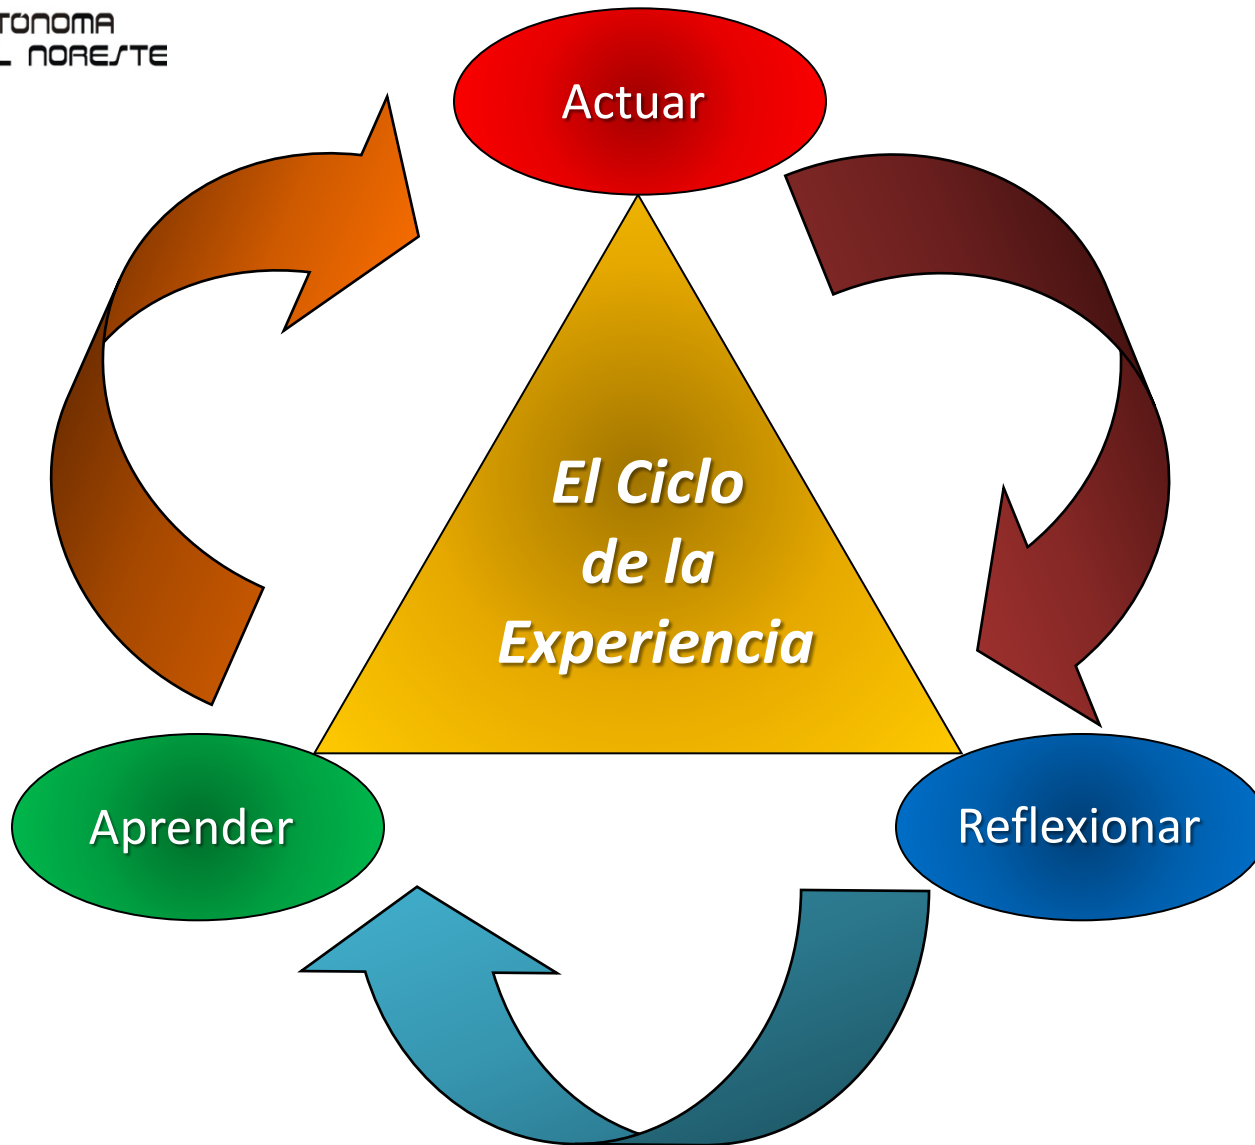 TONOMA
L NORESTE
Actuar
El Ciclo
de la
Experiencia
Aprender
Reflexionar